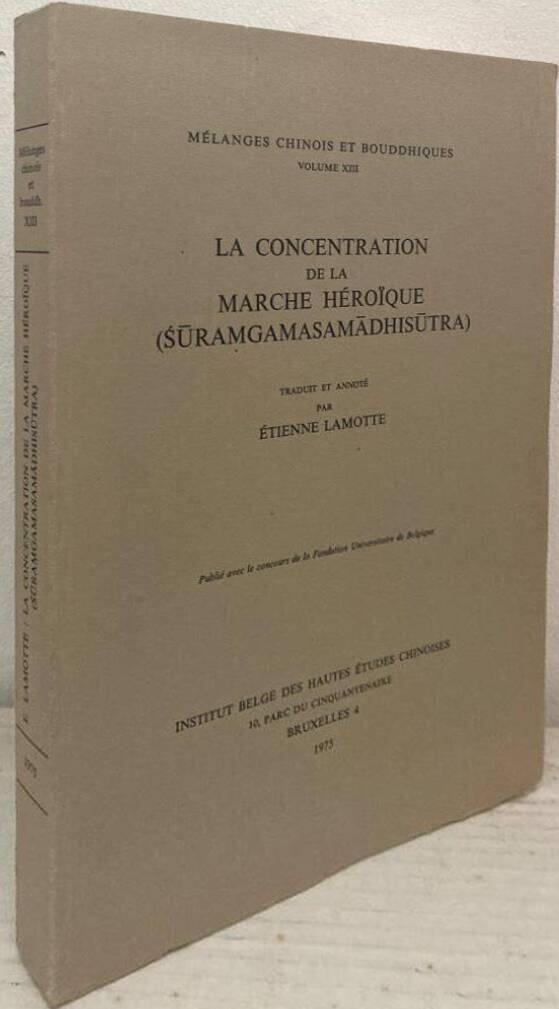 MÉLANGES CHINOIS ET BOUDDHIQUES
VOLUME XIII
LA CONCENTRATION
DE LA
MARCHE HÉROÏQUE
(ŚŪRAMGAMASAMĀDHISŪTRA)
TRADUIT ET ANNOTÉ
PAR
ÉTIENNE LAMOTTE
Publié avec le concours de la Fondation Universitaire de Belgique
INSTITUT BELGE DES HAUTES ÉTUDES CHINOISES
10, PARC DU CINQUANTENAIRE
BRUXELLES 4
1975
Mélanges
chinois
et
bouddh.
XIII
E. LAMOTTE : LA CONCENTRATION DE LA MARCHE HÉROÏQUE
(ŚŪRAMGAMASAMĀDHISŪTRA)
1975